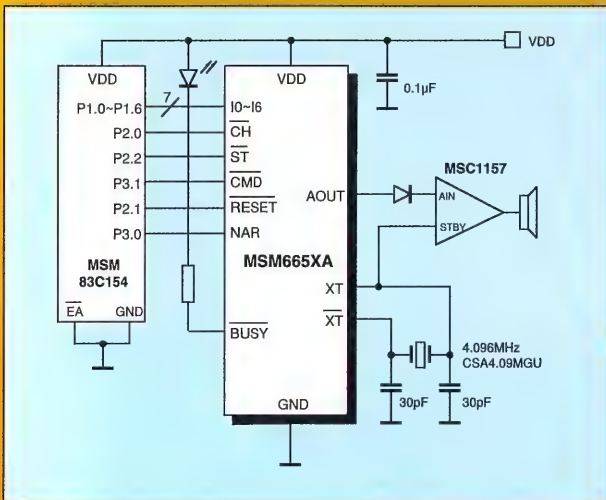 VDD
VDD
P1.0~P1.6
P2.0
P2.2
P3.1
P2.1
P3.0
MSM
83C154
EA
GND
7
VDD
I0~I6
CH
ST
CMD
RESET
NAR
AOUT
MSM665XA
XT
XT
BUSY
GND
0.1µF
MSC1157
AIN
STBY
4.096MHz
CSA4.09MGU
30pF
30pF